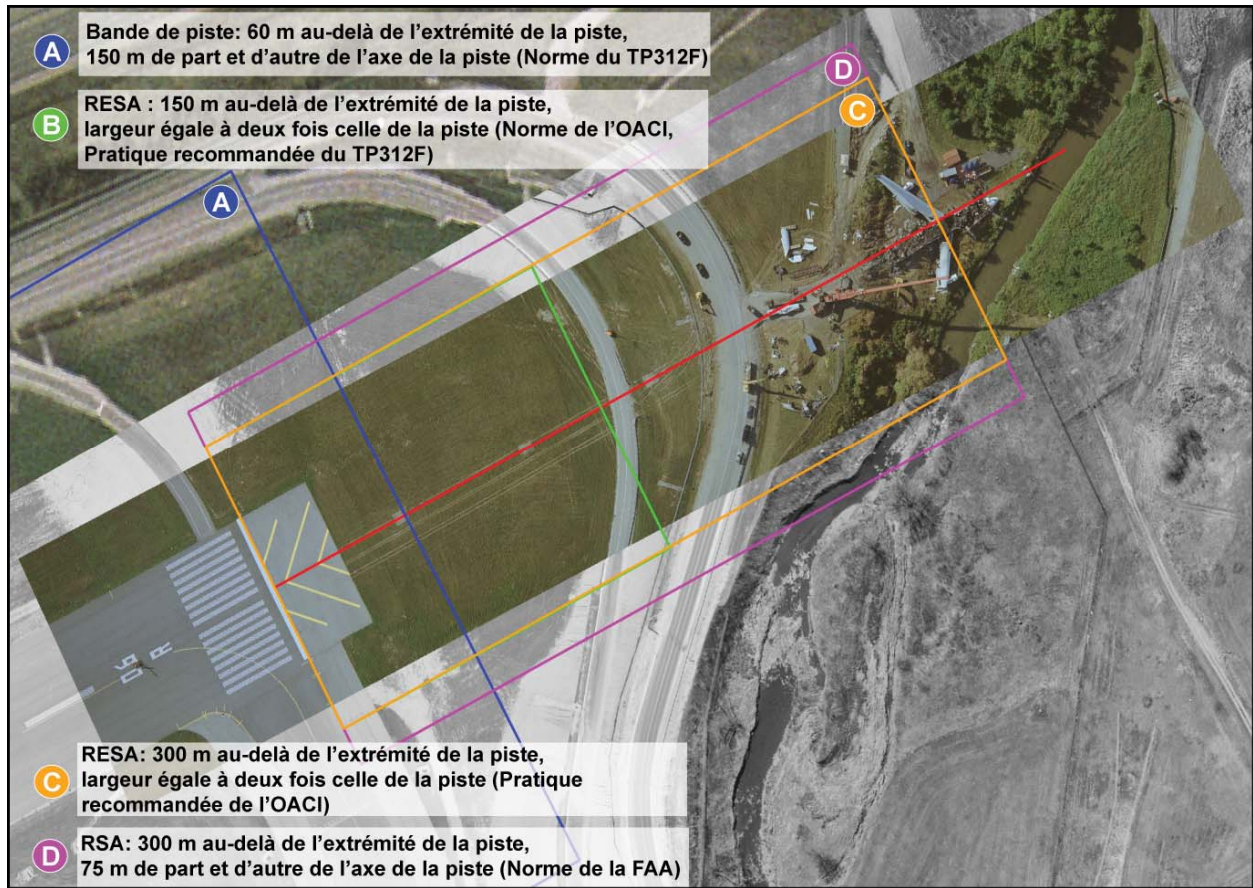 A
Bande de piste: 60 m au-delà de l'extrémité de la piste,
150 m de part et d'autre de l'axe de la piste (Norme du TP312F)
B
RESA : 150 m au-delà de l'extrémité de la piste,
largeur égale à deux fois celle de la piste (Norme de l'OACI,
Pratique recommandée du TP312F)
D
C
A
06 R
C
RESA: 300 m au-delà de l'extrémité de la piste,
largeur égale à deux fois celle de la piste (Pratique
recommandée de l'OACI)
D
RSA: 300 m au-delà de l'extrémité de la piste,
75 m de part et d'autre de l'axe de la piste (Norme de la FAA)